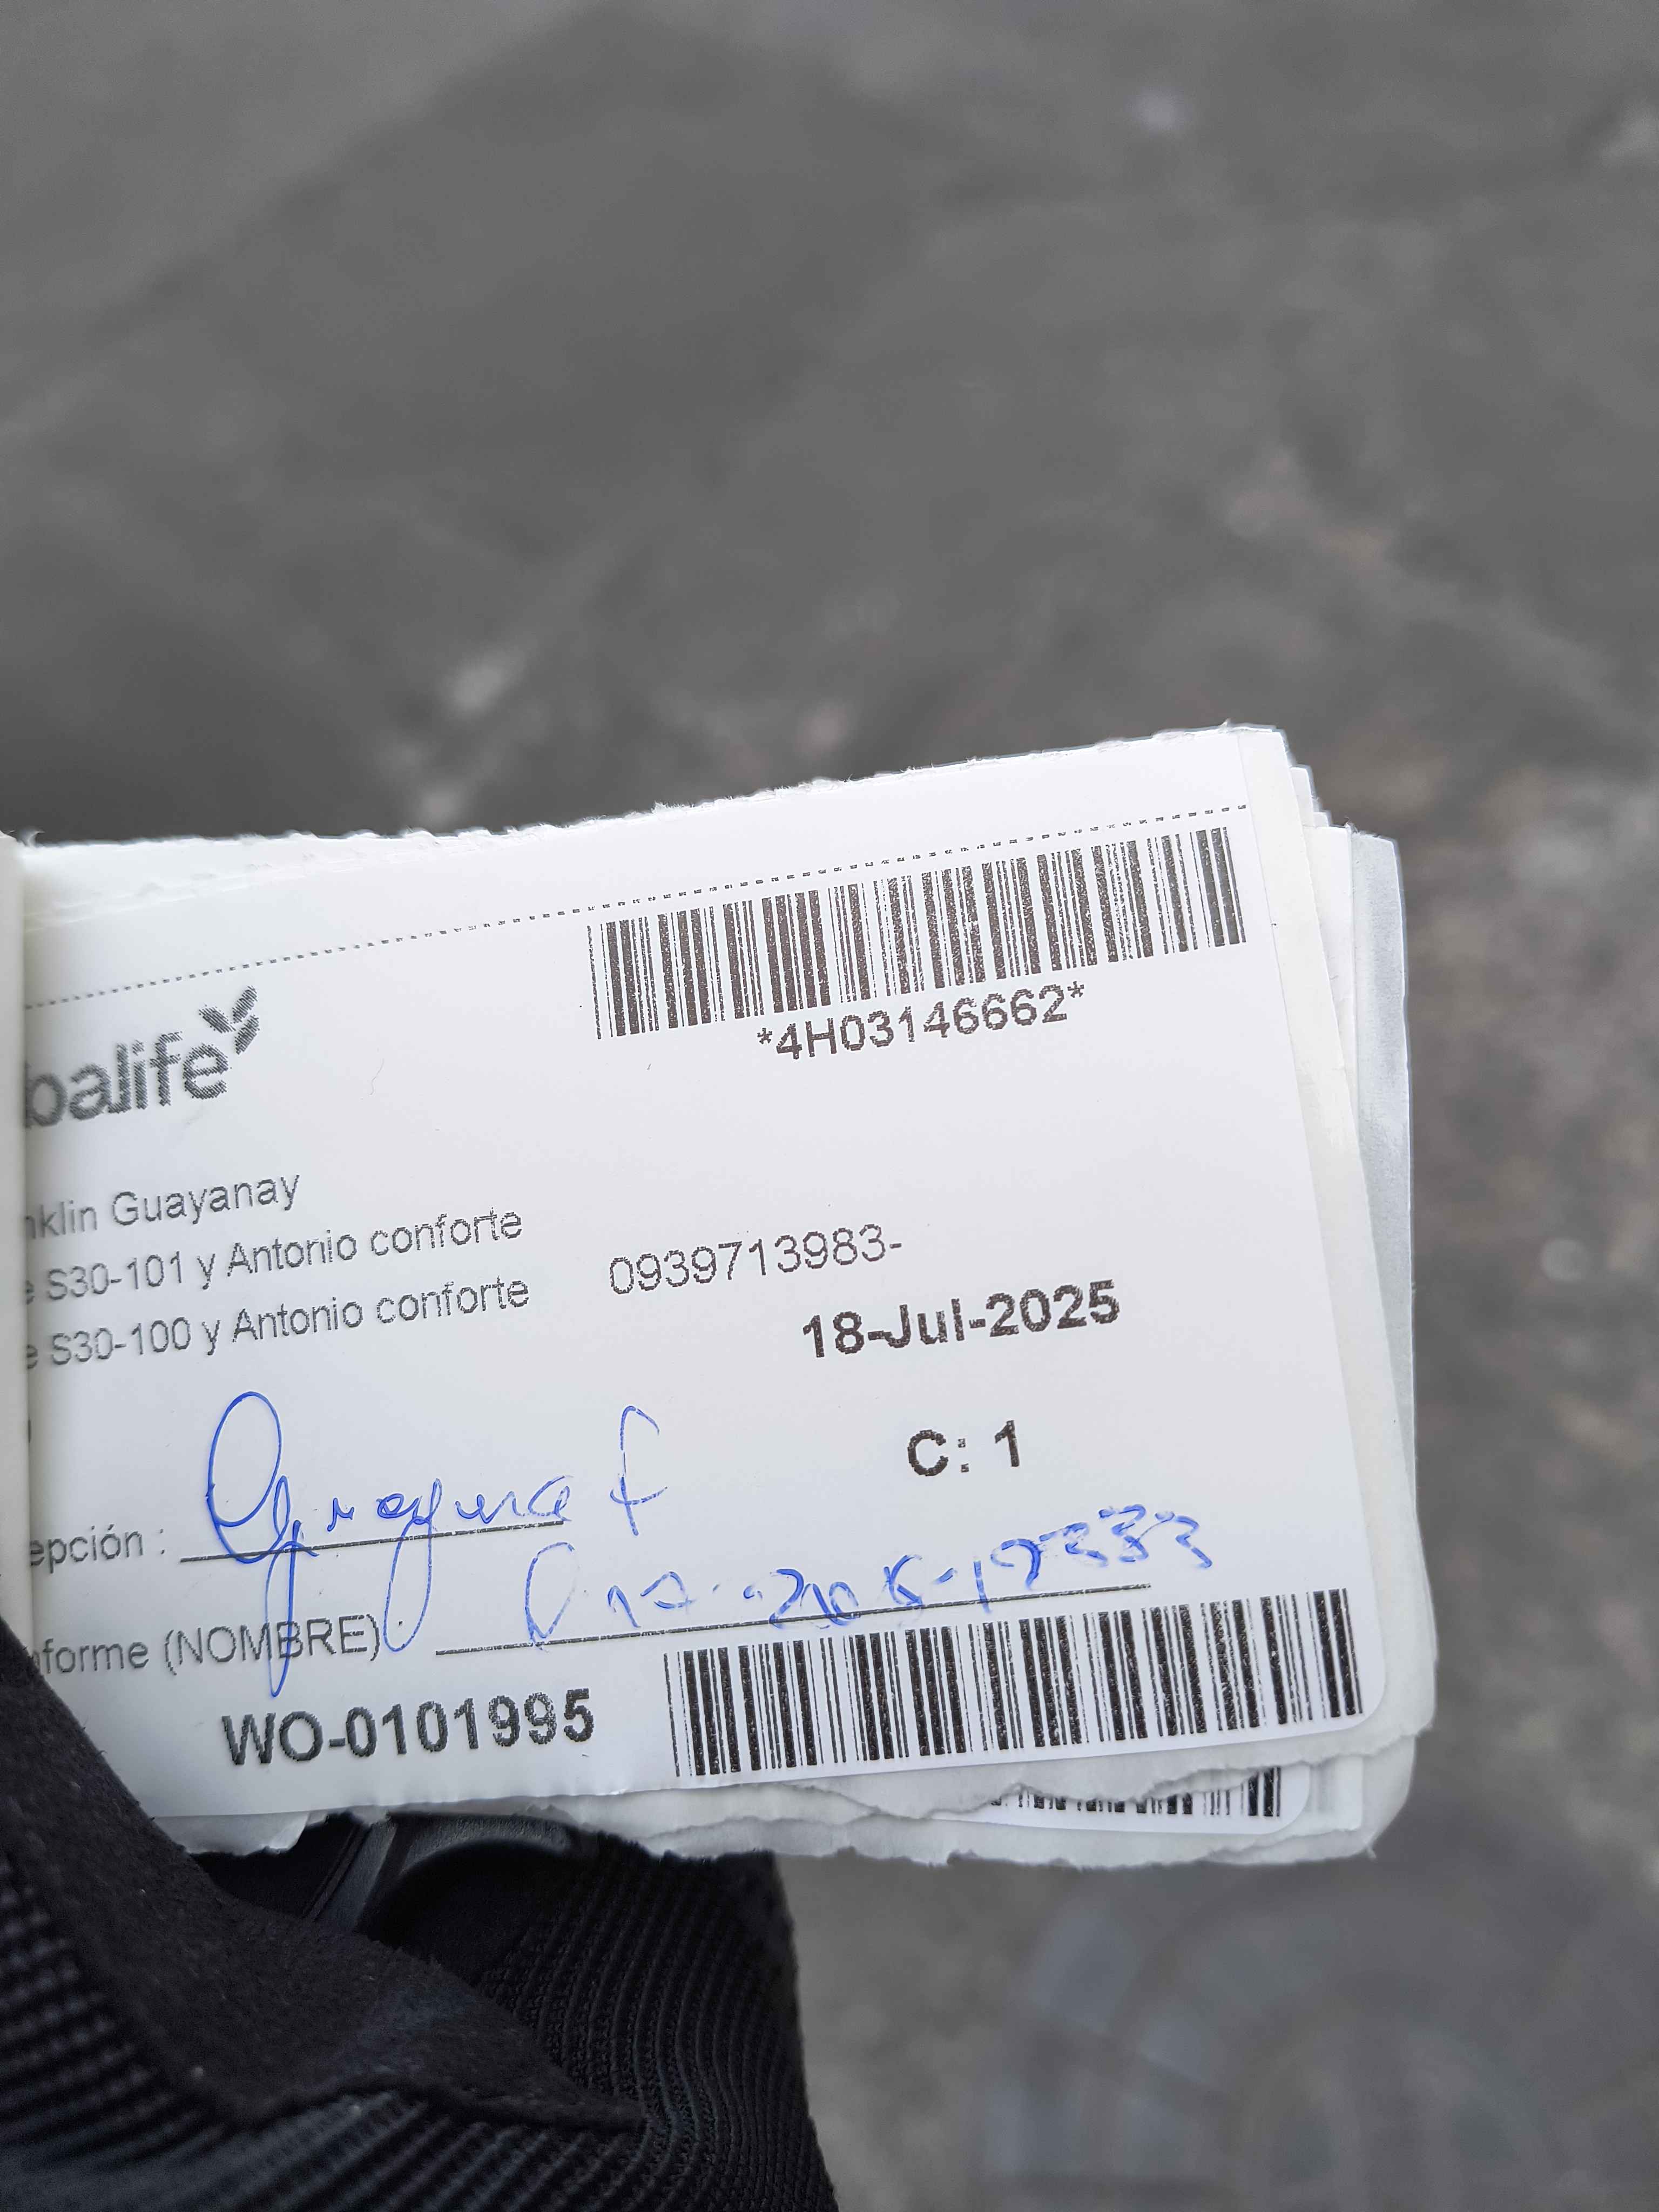 *4H03146662*
balife
nklin Guayanay
e S30-101 y Antonio conforte
0939713983-
e S30-100 y Antonio conforte
18-Jul-2025
C: 1
epción :
nforme (NOMBRE) :
WO-0101995